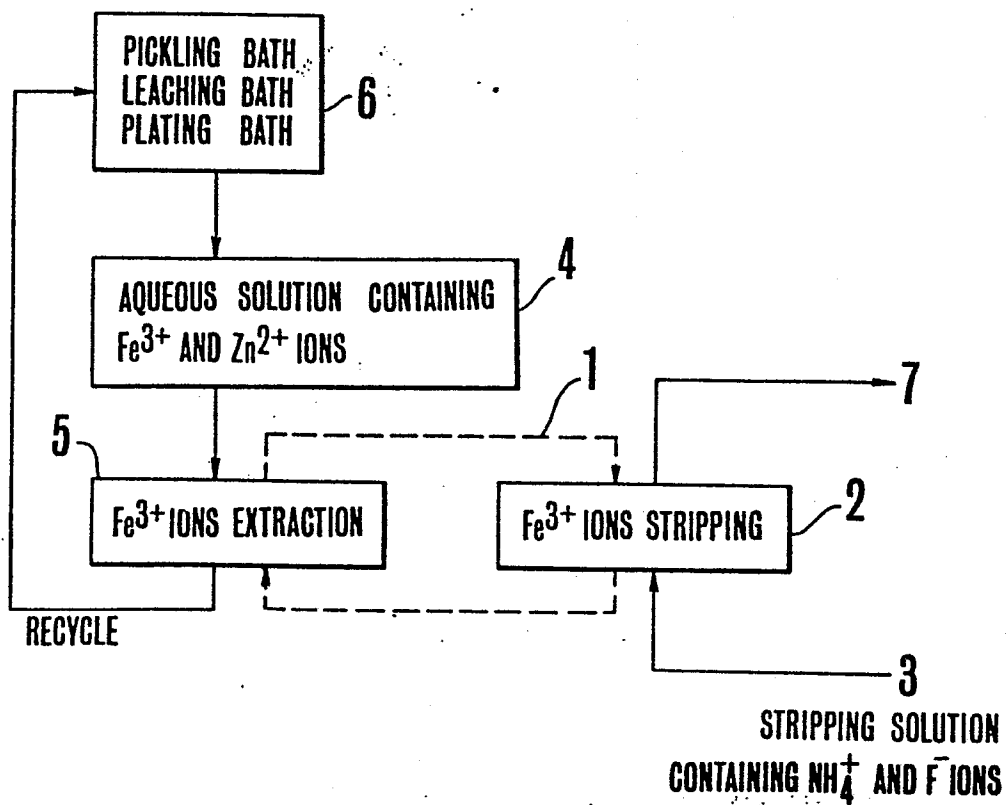 PICKLING BATH
LEACHING BATH
PLATING BATH
6
4
AQUEOUS SOLUTION CONTAINING
Fe³⁺ AND Zn²⁺ IONS
1
7
5
Fe³⁺ IONS EXTRACTION
Fe³⁺ IONS STRIPPING
2
RECYCLE
3
STRIPPING SOLUTION
CONTAINING NH₄⁺ AND F⁻ IONS